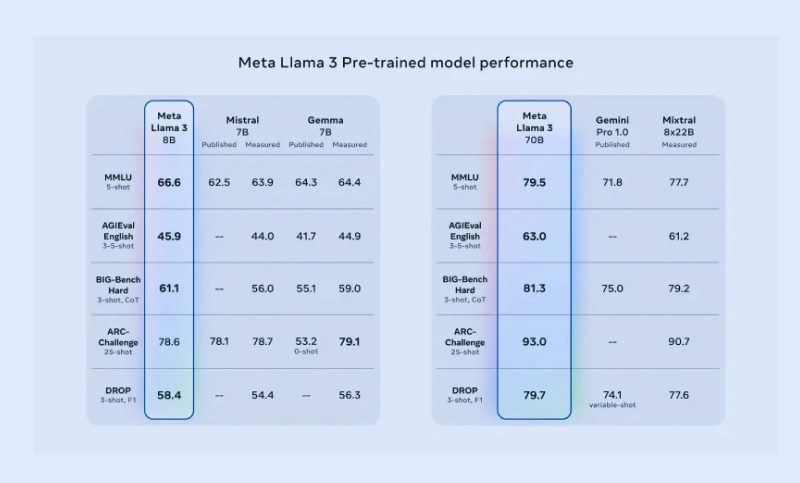 Meta Llama 3 Pre-trained model performance
Meta
Llama 3
8B
Mistral
7B
Published Measured
Gemma
7B
Published Measured
MMLU
5-shot
66.6 62.5 63.9 64.3 64.4
AGIEval
English
3-5-shot
45.9 -- 44.0 41.7 44.9
BIG-Bench
Hard
3-shot, CoT
61.1 -- 56.0 55.1 59.0
ARC-
Challenge
25-shot
78.6 78.1 78.7 53.2 79.1
0-shot
DROP
3-shot, F1
58.4 -- 54.4 -- 56.3
Meta
Llama 3
70B
Gemini
Pro 1.0
Published
Mixtral
8x22B
Measured
MMLU
5-shot
79.5 71.8 77.7
AGIEval
English
3-5-shot
63.0 -- 61.2
BIG-Bench
Hard
3-shot, CoT
81.3 75.0 79.2
ARC-
Challenge
25-shot
93.0 -- 90.7
DROP
3-shot, F1
79.7 74.1 77.6
variable-shot